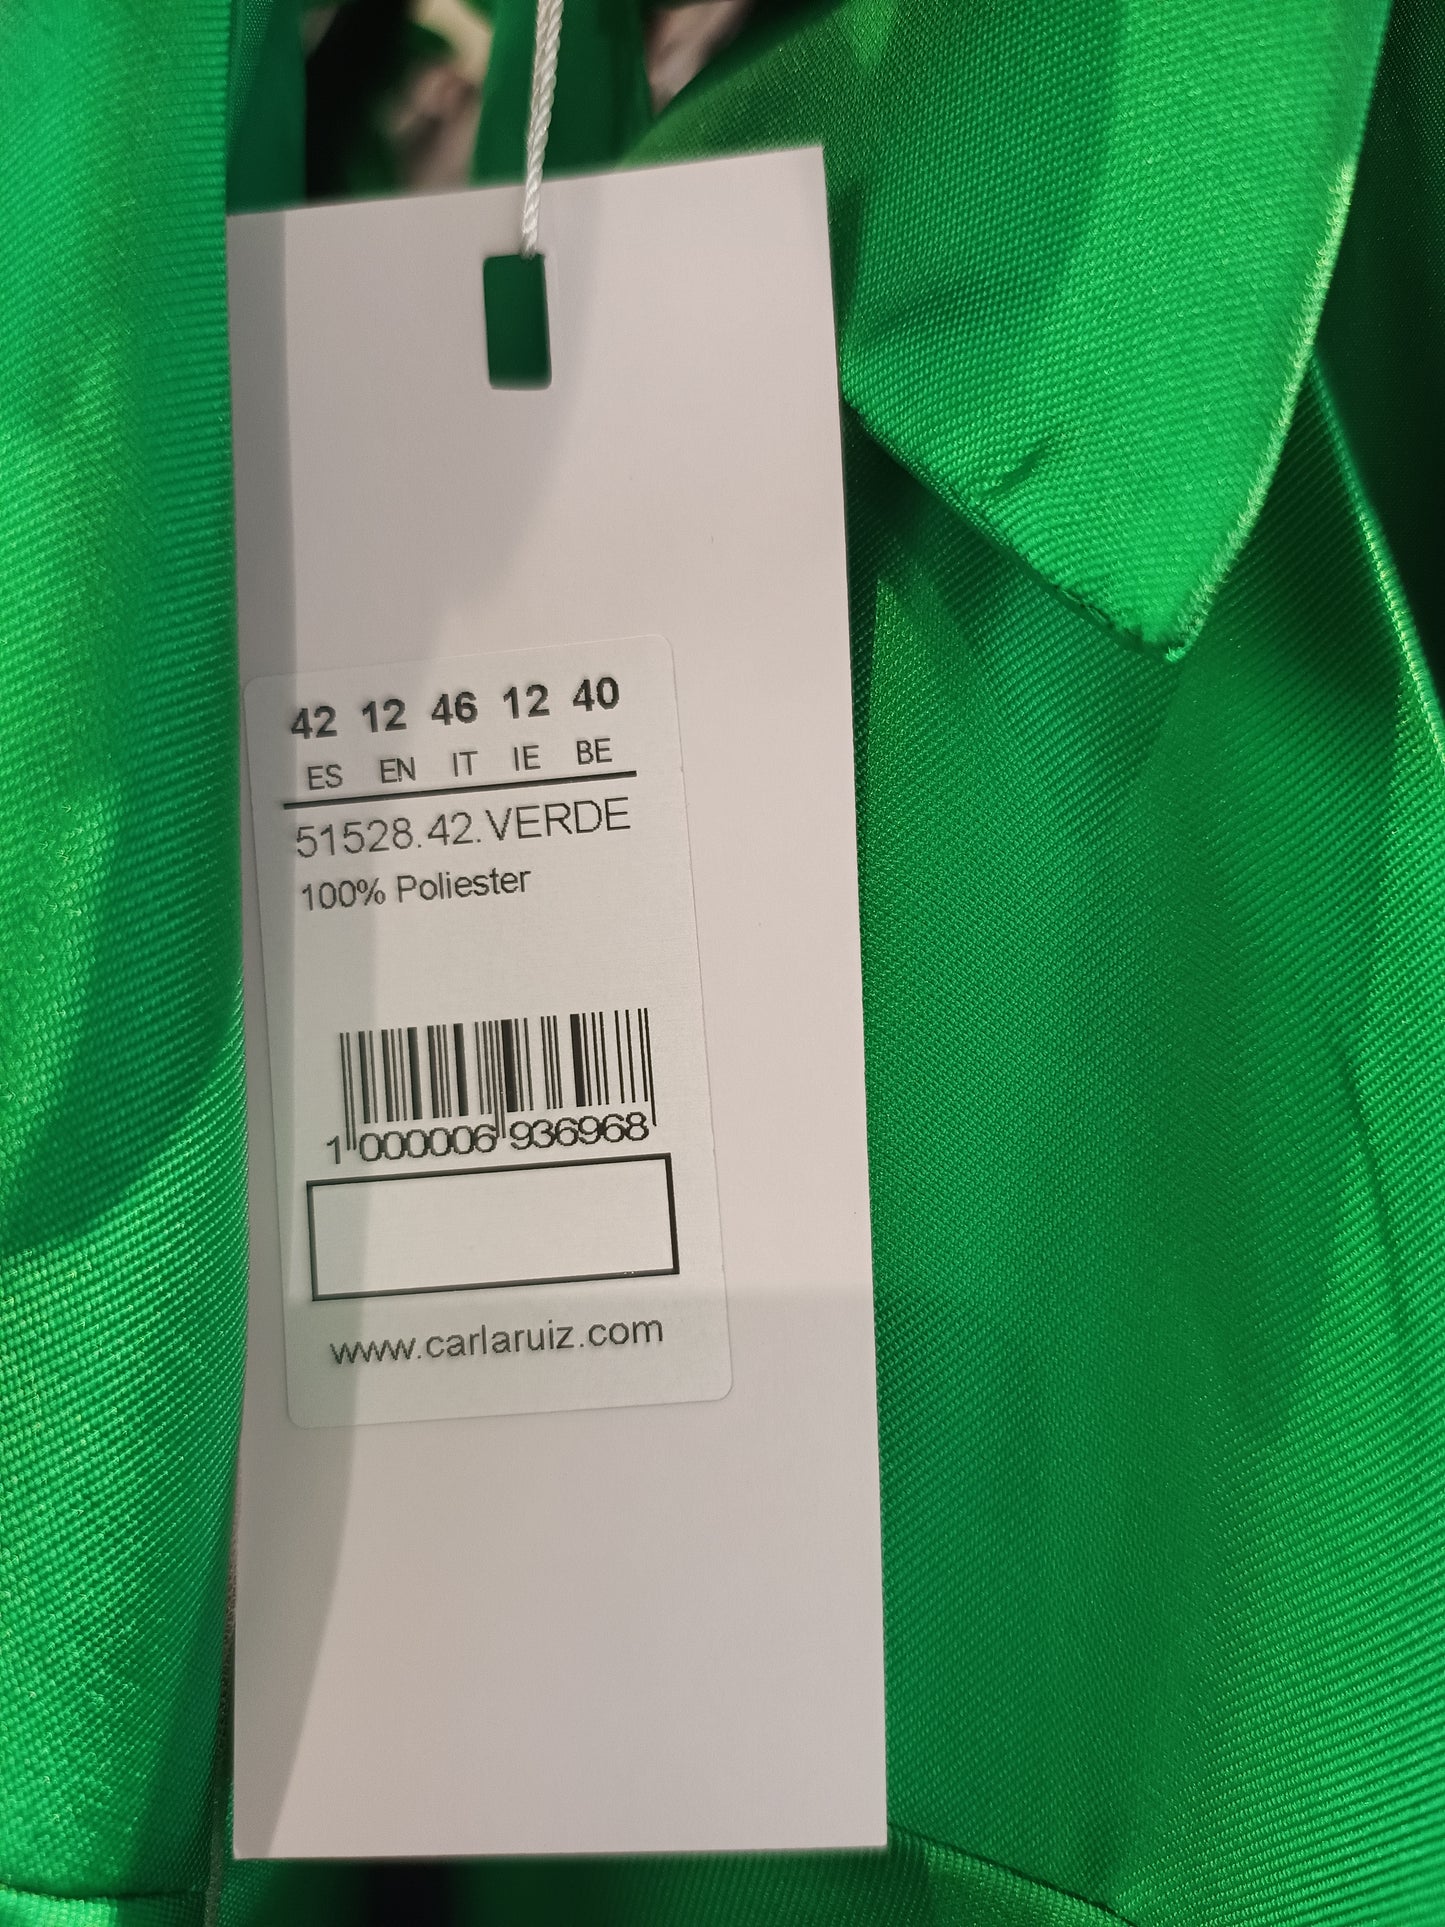 42 12 46 12 40
ES EN IT IE BE
51528.42.VERDE
100% Poliester
1 000006 936968
www.carlaruiz.com